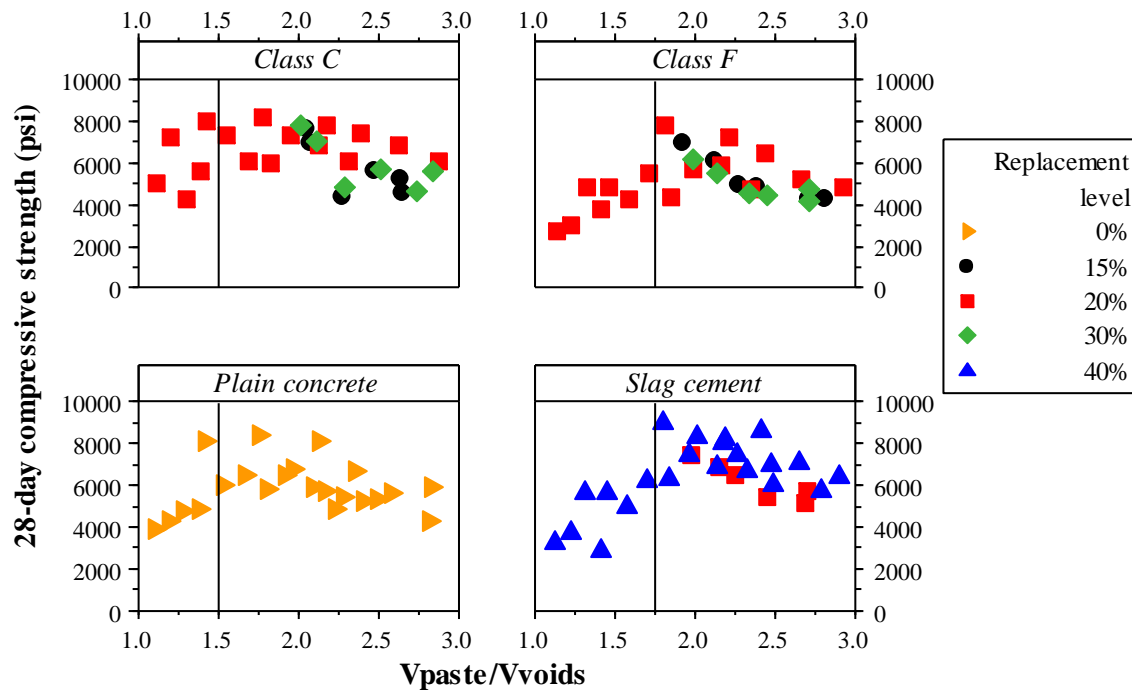 1.0 1.5 2.0 2.5 3.0 1.0 1.5 2.0 2.5 3.0
Class C Class F
10000 10000
8000 8000
6000 6000
4000 4000
2000 2000
0 0
Replacement
level
0%
15%
20%
30%
40%
28-day compressive strength (psi)
Plain concrete Slag cement
10000 10000
8000 8000
6000 6000
4000 4000
2000 2000
0 0
1.0 1.5 2.0 2.5 3.0 1.0 1.5 2.0 2.5 3.0
Vpaste/Vvoids